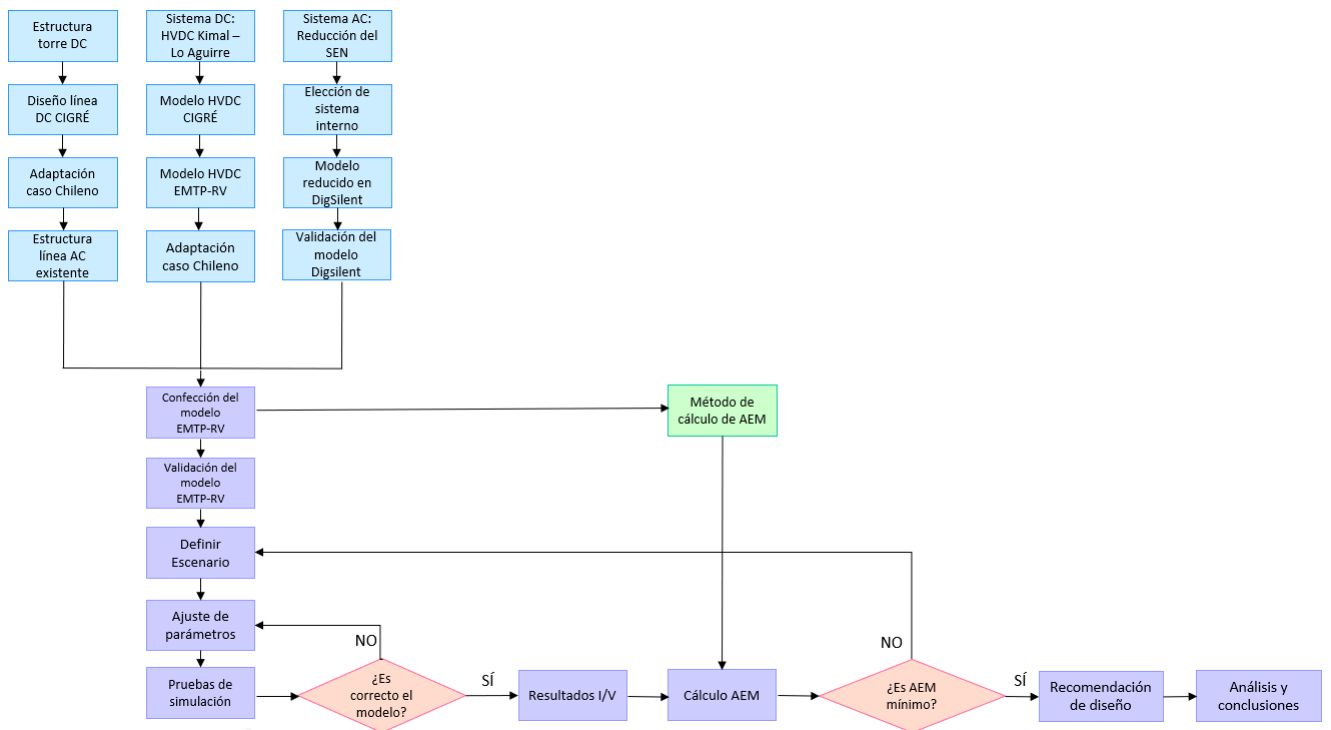 Estructura
torre DC
Sistema DC:
HVDC Kimal –
Lo Aguirre
Sistema AC:
Reducción del
SEN
Diseño línea
DC CIGRÉ
Modelo HVDC
CIGRÉ
Elección de
sistema
interno
Adaptación
caso Chileno
Modelo HVDC
EMTP-RV
Modelo
reducido en
DigSilent
Estructura
línea AC
existente
Adaptación
caso Chileno
Validación del
modelo
Digsilent
Confección del
modelo
EMTP-RV
Método de
cálculo de AEM
Validación del
modelo
EMTP-RV
Definir
Escenario
Ajuste de
parámetros
NO
NO
Pruebas de
simulación
¿Es
correcto el
modelo?
SÍ
Resultados I/V
Cálculo AEM
¿Es AEM
mínimo?
SÍ
Recomendación
de diseño
Análisis y
conclusiones